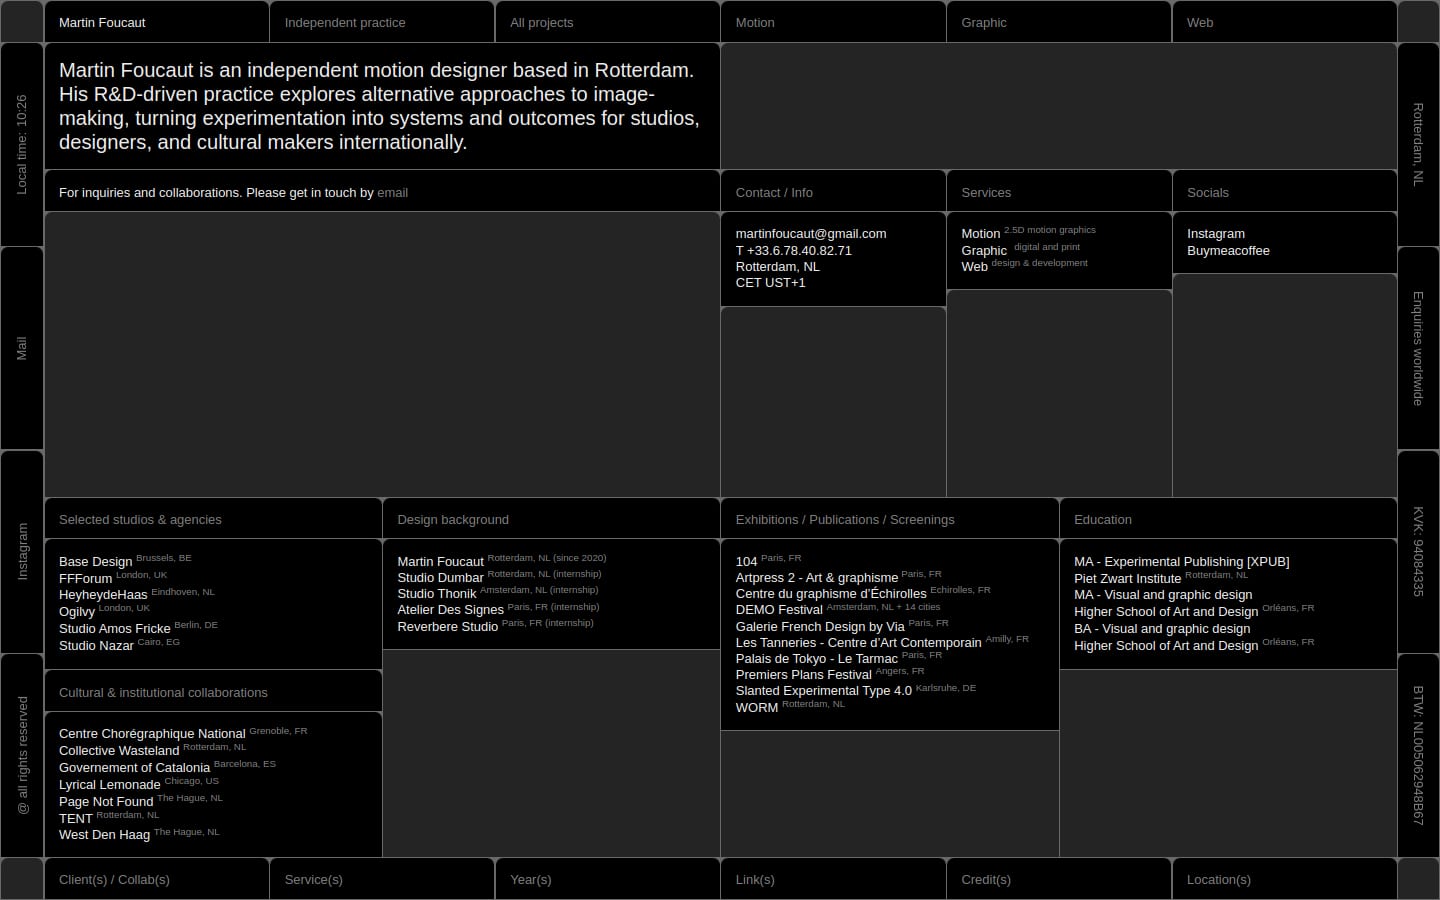 Martin Foucaut
Independent practice
All projects
Motion
Graphic
Web
Local time: 10:26
Mail
Instagram
@ all rights reserved
Martin Foucaut is an independent motion designer based in Rotterdam.
His R&D-driven practice explores alternative approaches to image-
making, turning experimentation into systems and outcomes for studios,
designers, and cultural makers internationally.
For inquiries and collaborations. Please get in touch by email
Contact / Info
martinfoucaut@gmail.com
T +33.6.78.40.82.71
Rotterdam, NL
CET UST+1
Services
Motion 2.5D motion graphics
Graphic digital and print
Web design & development
Socials
Instagram
Buymeacoffee
Selected studios & agencies
Base Design Brussels, BE
FFForum London, UK
HeyheydeHaas Eindhoven, NL
Ogilvy London, UK
Studio Amos Fricke Berlin, DE
Studio Nazar Cairo, EG
Cultural & institutional collaborations
Centre Chorégraphique National Grenoble, FR
Collective Wasteland Rotterdam, NL
Governement of Catalonia Barcelona, ES
Lyrical Lemonade Chicago, US
Page Not Found The Hague, NL
TENT Rotterdam, NL
West Den Haag The Hague, NL
Design background
Martin Foucaut Rotterdam, NL (since 2020)
Studio Dumbar Rotterdam, NL (internship)
Studio Thonik Amsterdam, NL (internship)
Atelier Des Signes Paris, FR (internship)
Reverbere Studio Paris, FR (internship)
Exhibitions / Publications / Screenings
104 Paris, FR
Artpress 2 - Art & graphisme Paris, FR
Centre du graphisme d’Échirolles Echirolles, FR
DEMO Festival Amsterdam, NL + 14 cities
Galerie French Design by Via Paris, FR
Les Tanneries - Centre d’Art Contemporain Amilly, FR
Palais de Tokyo - Le Tarmac Paris, FR
Premiers Plans Festival Angers, FR
Slanted Experimental Type 4.0 Karlsruhe, DE
WORM Rotterdam, NL
Education
MA - Experimental Publishing [XPUB]
Piet Zwart Institute Rotterdam, NL
MA - Visual and graphic design
Higher School of Art and Design Orléans, FR
BA - Visual and graphic design
Higher School of Art and Design Orléans, FR
Rotterdam, NL
Enquiries worldwide
KVK: 94084335
BTW: NL005062948B67
Client(s) / Collab(s)
Service(s)
Year(s)
Link(s)
Credit(s)
Location(s)